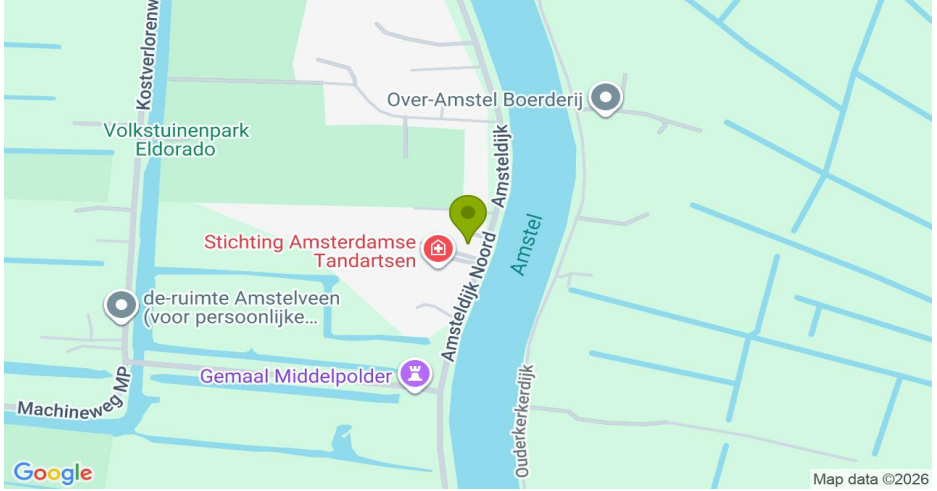 Kostverlorenw
Over-Amstel Boerderij
Volkstuinenpark
Eldorado
Amsteldijk
Stichting Amsterdamse
Tandartsen
Amstel
Amsteldijk Noord
de-ruimte Amstelveen
(voor persoonlijke...
Gemaal Middelpolder
Machineweg MP
Ouderkerkerdijk
Google
Map data ©2026